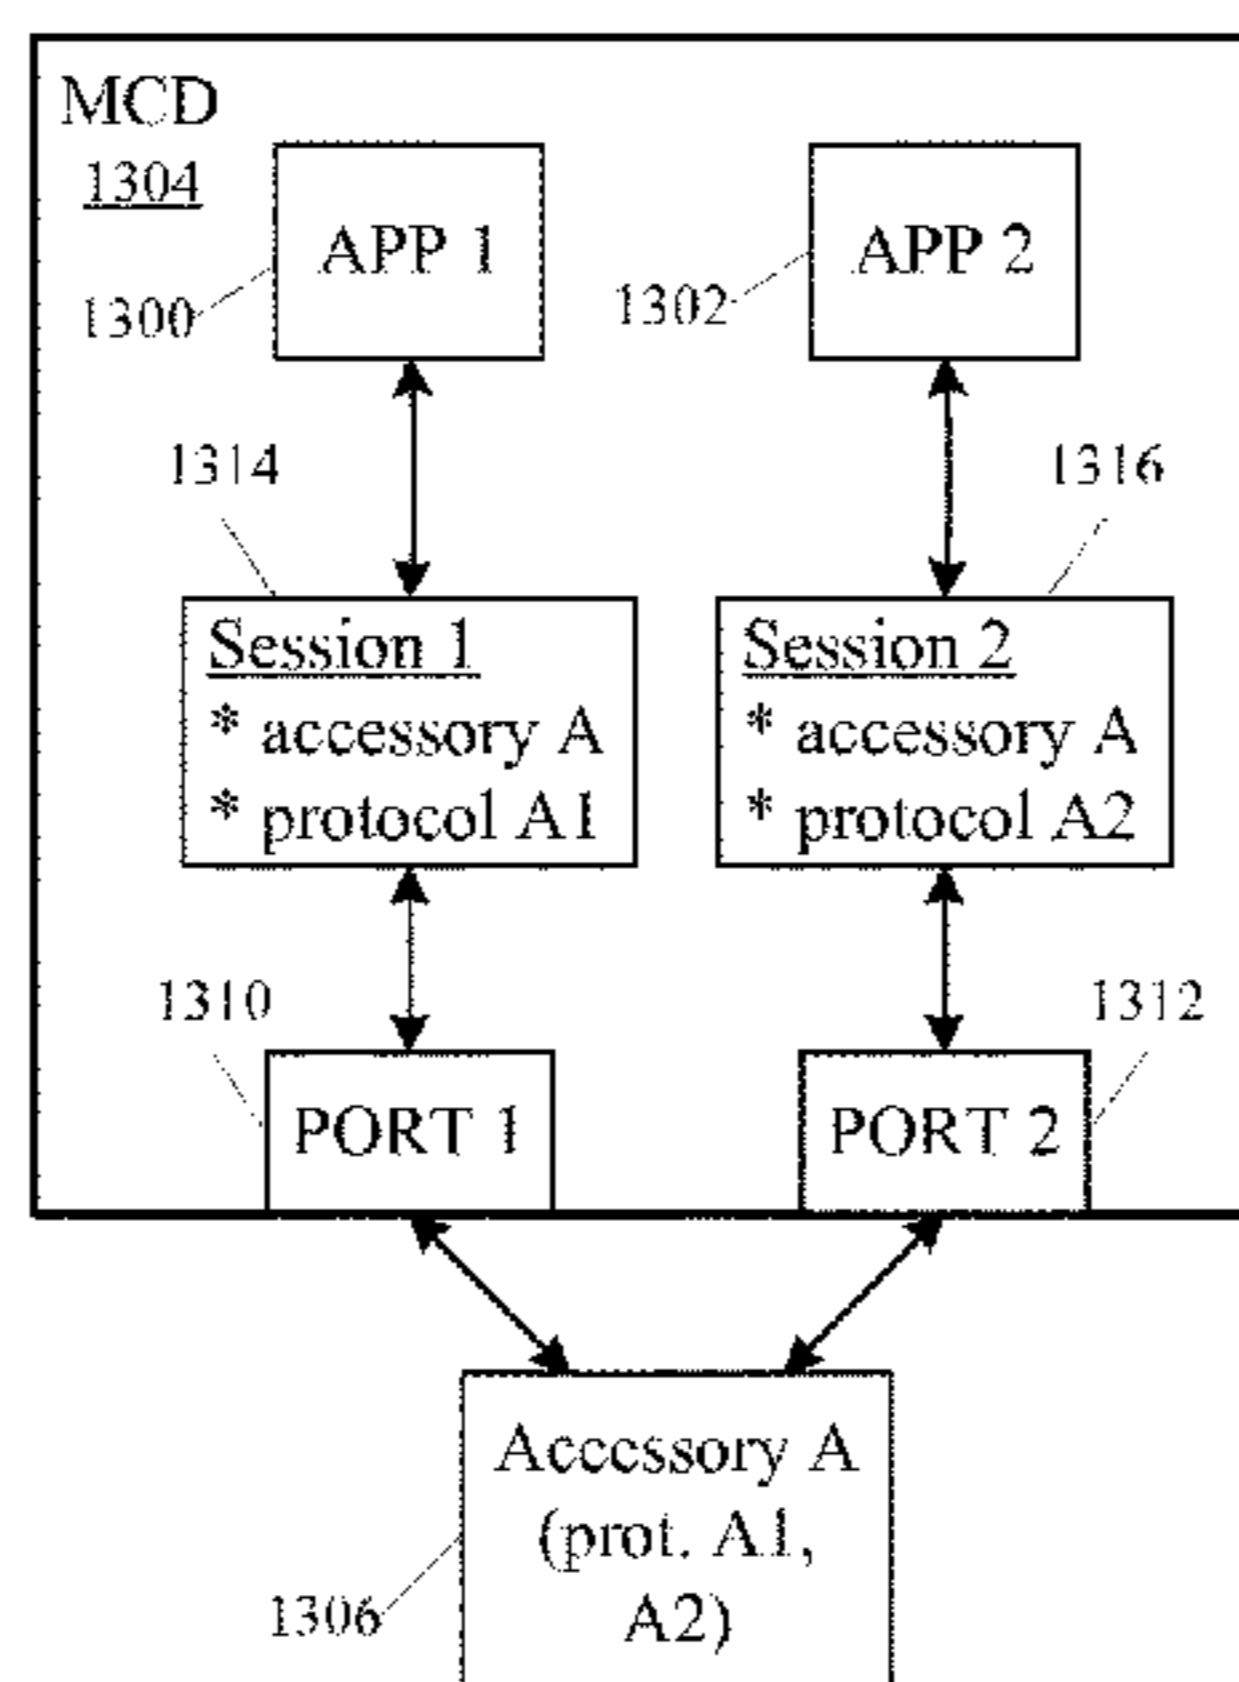 MCD
1304
APP 1
APP 2
1300
1302
1314
1316
Session 1
* accessory A
* protocol A1
Session 2
* accessory A
* protocol A2
1310
1312
PORT 1
PORT 2
Accessory A
(prot. A1,
A2)
1306